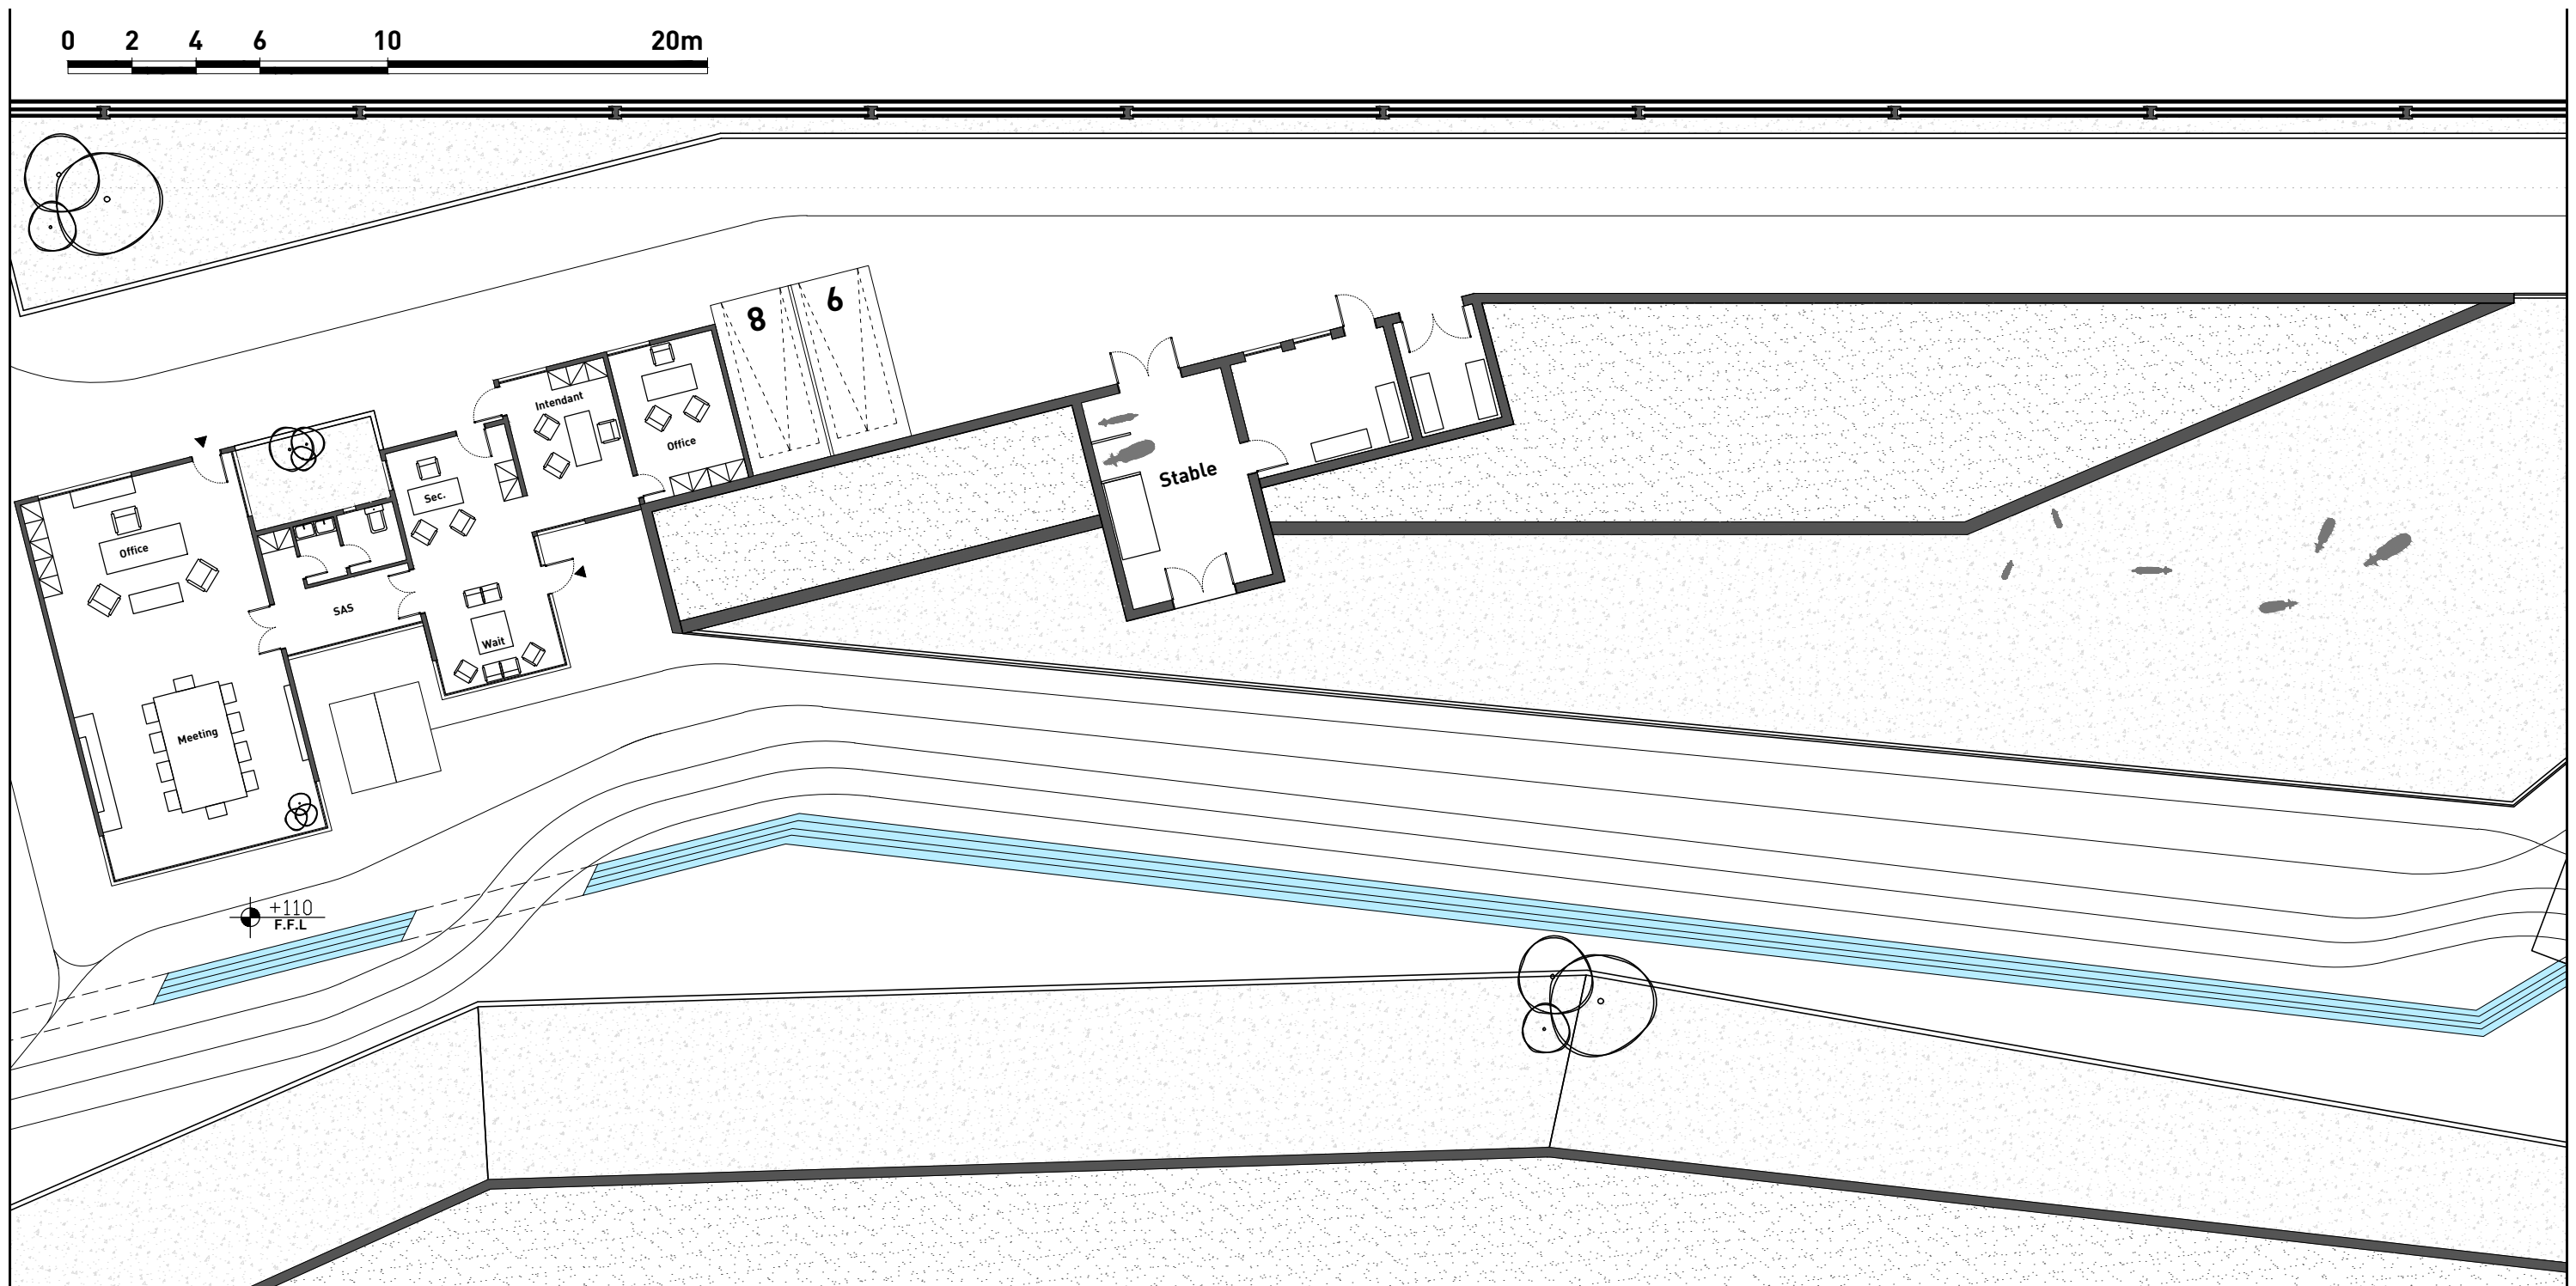 0 2 4 6 10 20m
8 6
Intendant
Office
Sec.
Stable
Office
SAS
Wait
Meeting
+110
F.F.L